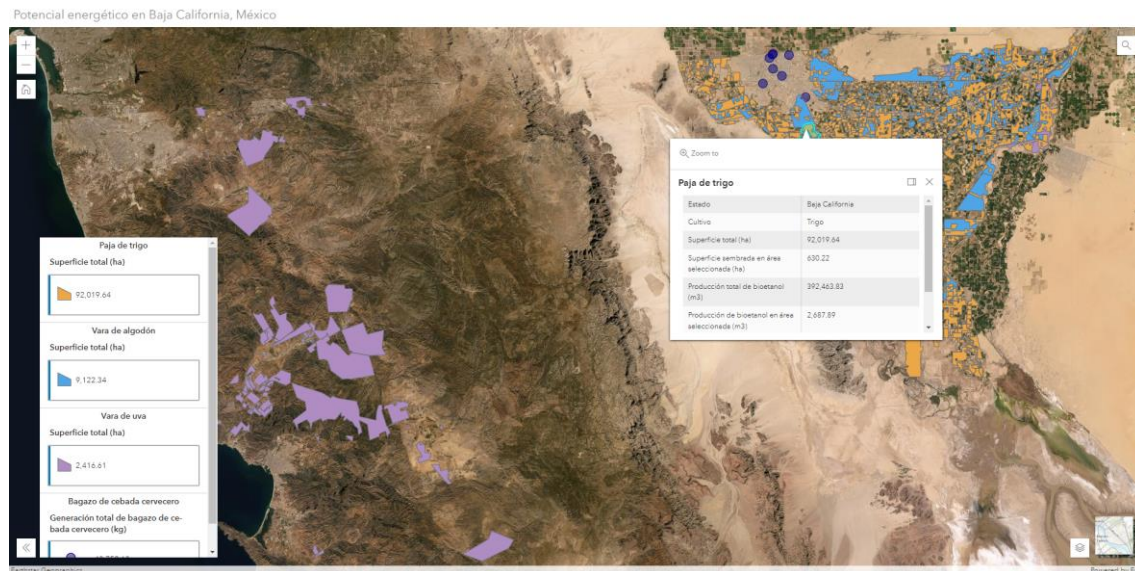 Potencial energético en Baja California, México
Zoom to
Paja de trigo
Estado Baja California
Cultivo Trigo
Superficie total (ha) 92,019.64
Superficie sembrada en área seleccionada (ha) 630.22
Producción total de bioetanol (m3) 392,463.83
Producción de bioetanol en área seleccionada (m3) 2,687.89
Paja de trigo
Superficie total (ha)
92,019.64
Vara de algodón
Superficie total (ha)
9,122.34
Vara de uva
Superficie total (ha)
2,416.61
Bagazo de cebada cervecero
Generación total de bagazo de ce-
bada cervecero (kg)